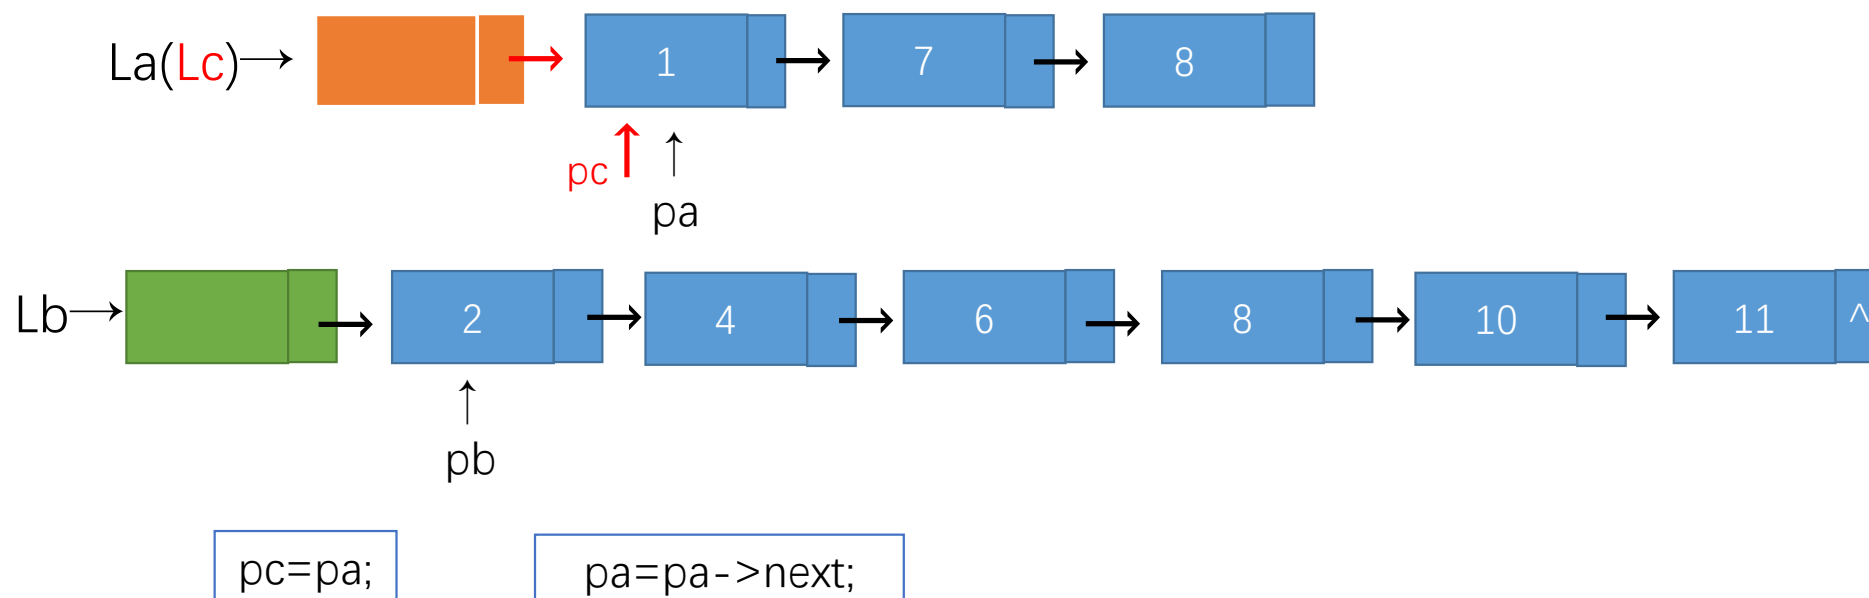 La(Lc) 1 7 8
pc
pa
Lb 2 4 6 8 10 11 ^
pb
pc=pa; pa=pa->next;